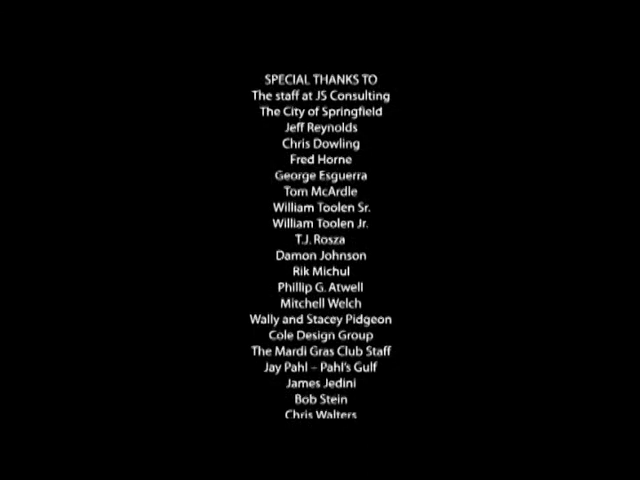 SPECIAL THANKS TO
The staff at JS Consulting
The City of Springfield
Jeff Reynolds
Chris Dowling
Fred Horne
George Esguerra
Tom McArdle
William Toolen Sr.
William Toolen Jr.
T.J. Rosza
Damon Johnson
Rik Michul
Phillip G. Atwell
Mitchell Welch
Wally and Stacey Pidgeon
Cole Design Group
The Mardi Gras Club Staff
Jay Pahl – Pahl's Gulf
James Jedini
Bob Stein
Chris Walters